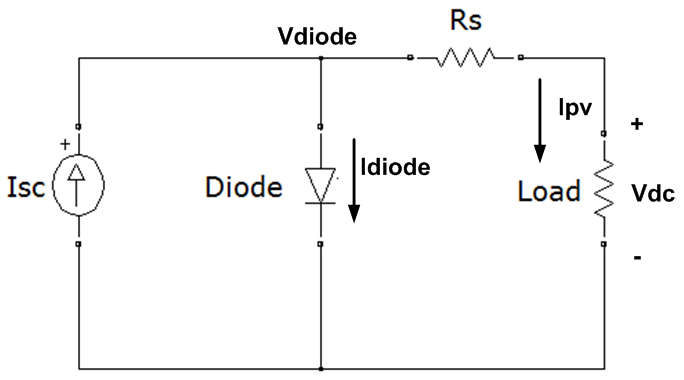 Rs
Vdiode
Ipv
+
+
Idiode
Isc
Diode
Load
Vdc
-